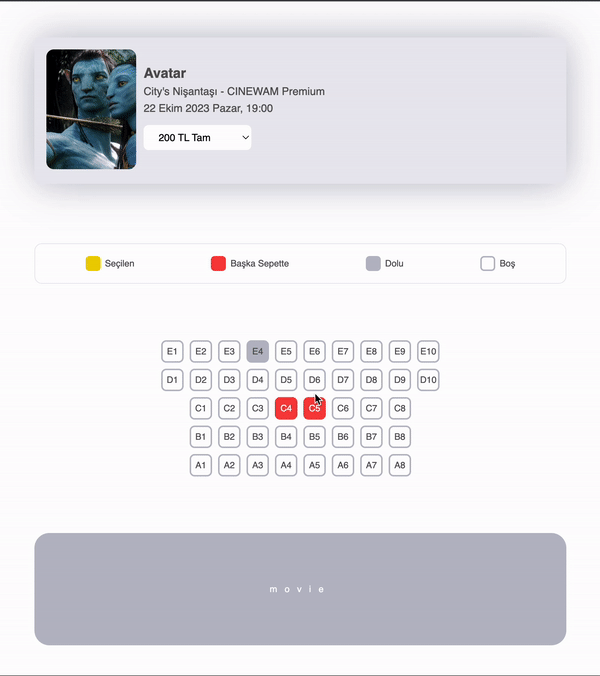 Avatar
City's Nişantaşı - CINEWAM Premium
22 Ekim 2023 Pazar, 19:00
200 TL Tam
Seçilen Başka Sepette Dolu Boş
E1 E2 E3 E4 E5 E6 E7 E8 E9 E10
D1 D2 D3 D4 D5 D6 D7 D8 D9 D10
C1 C2 C3 C4 C5 C6 C7 C8
B1 B2 B3 B4 B5 B6 B7 B8
A1 A2 A3 A4 A5 A6 A7 A8
movie